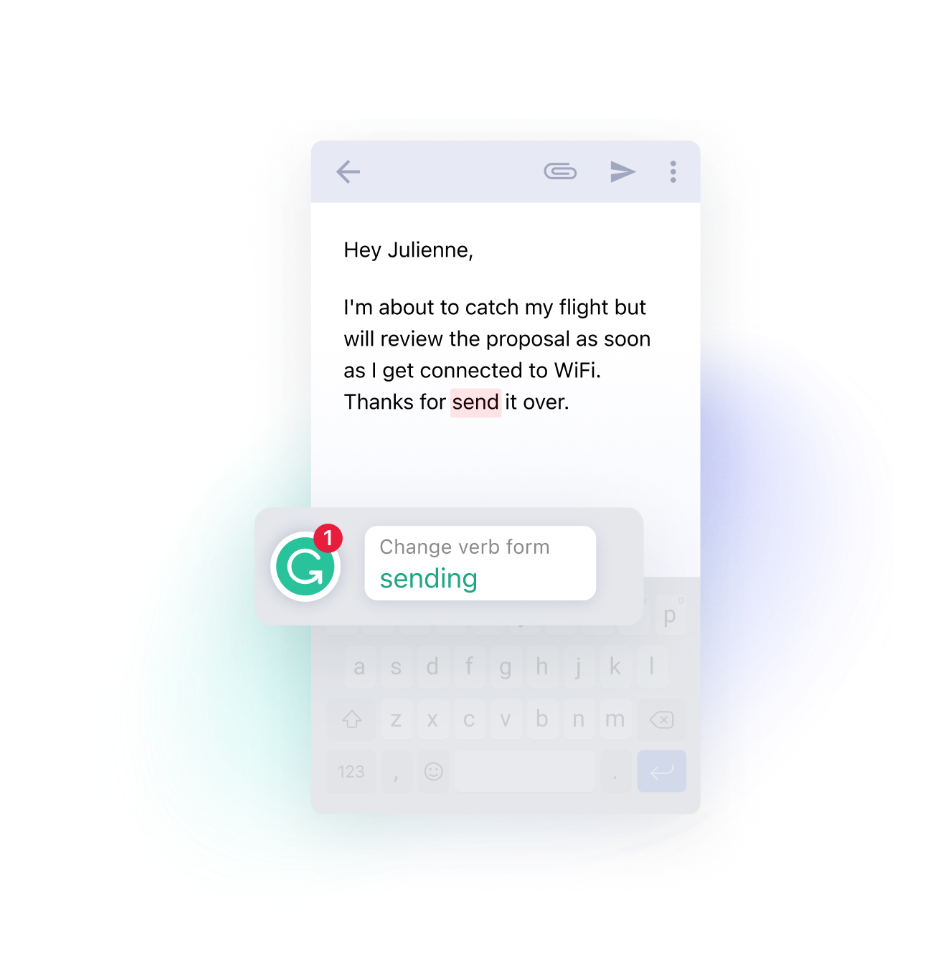 Hey Julienne,
I'm about to catch my flight but
will review the proposal as soon
as I get connected to WiFi.
Thanks for send it over.
1
Change verb form
sending
p
a s d f g h j k l
z x c v b n m
123 , .